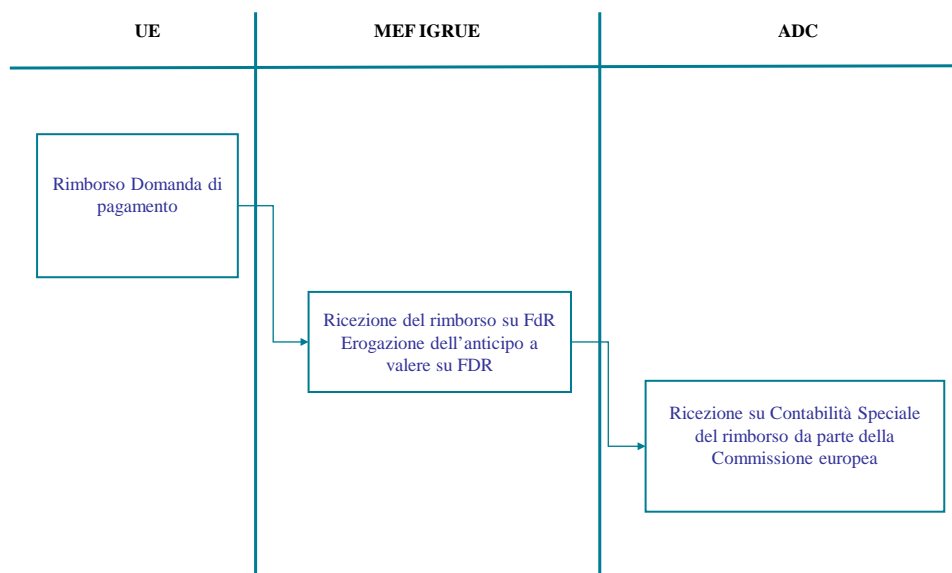 UE
MEF IGRUE
ADC
Rimborso Domanda di
pagamento
Ricezione del rimborso su FdR
Erogazione dell’anticipo a
valere su FDR
Ricezione su Contabilità Speciale
del rimborso da parte della
Commissione europea